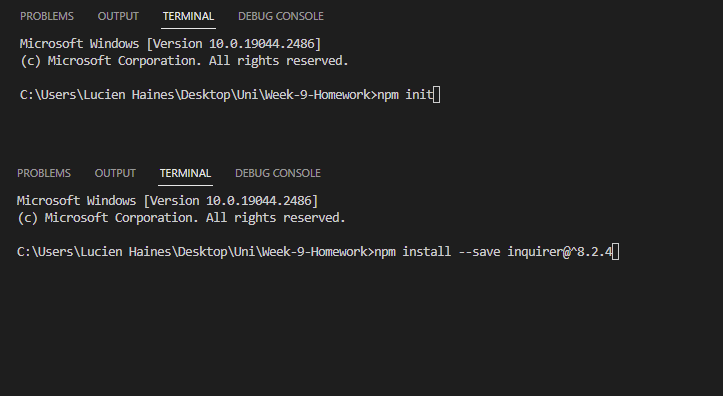 PROBLEMS OUTPUT TERMINAL DEBUG CONSOLE
Microsoft Windows [Version 10.0.19044.2486]
(c) Microsoft Corporation. All rights reserved.
C:\Users\Lucien Haines\Desktop\Uni\Week-9-Homework>npm init
PROBLEMS OUTPUT TERMINAL DEBUG CONSOLE
Microsoft Windows [Version 10.0.19044.2486]
(c) Microsoft Corporation. All rights reserved.
C:\Users\Lucien Haines\Desktop\Uni\Week-9-Homework>npm install --save inquirer@^8.2.4